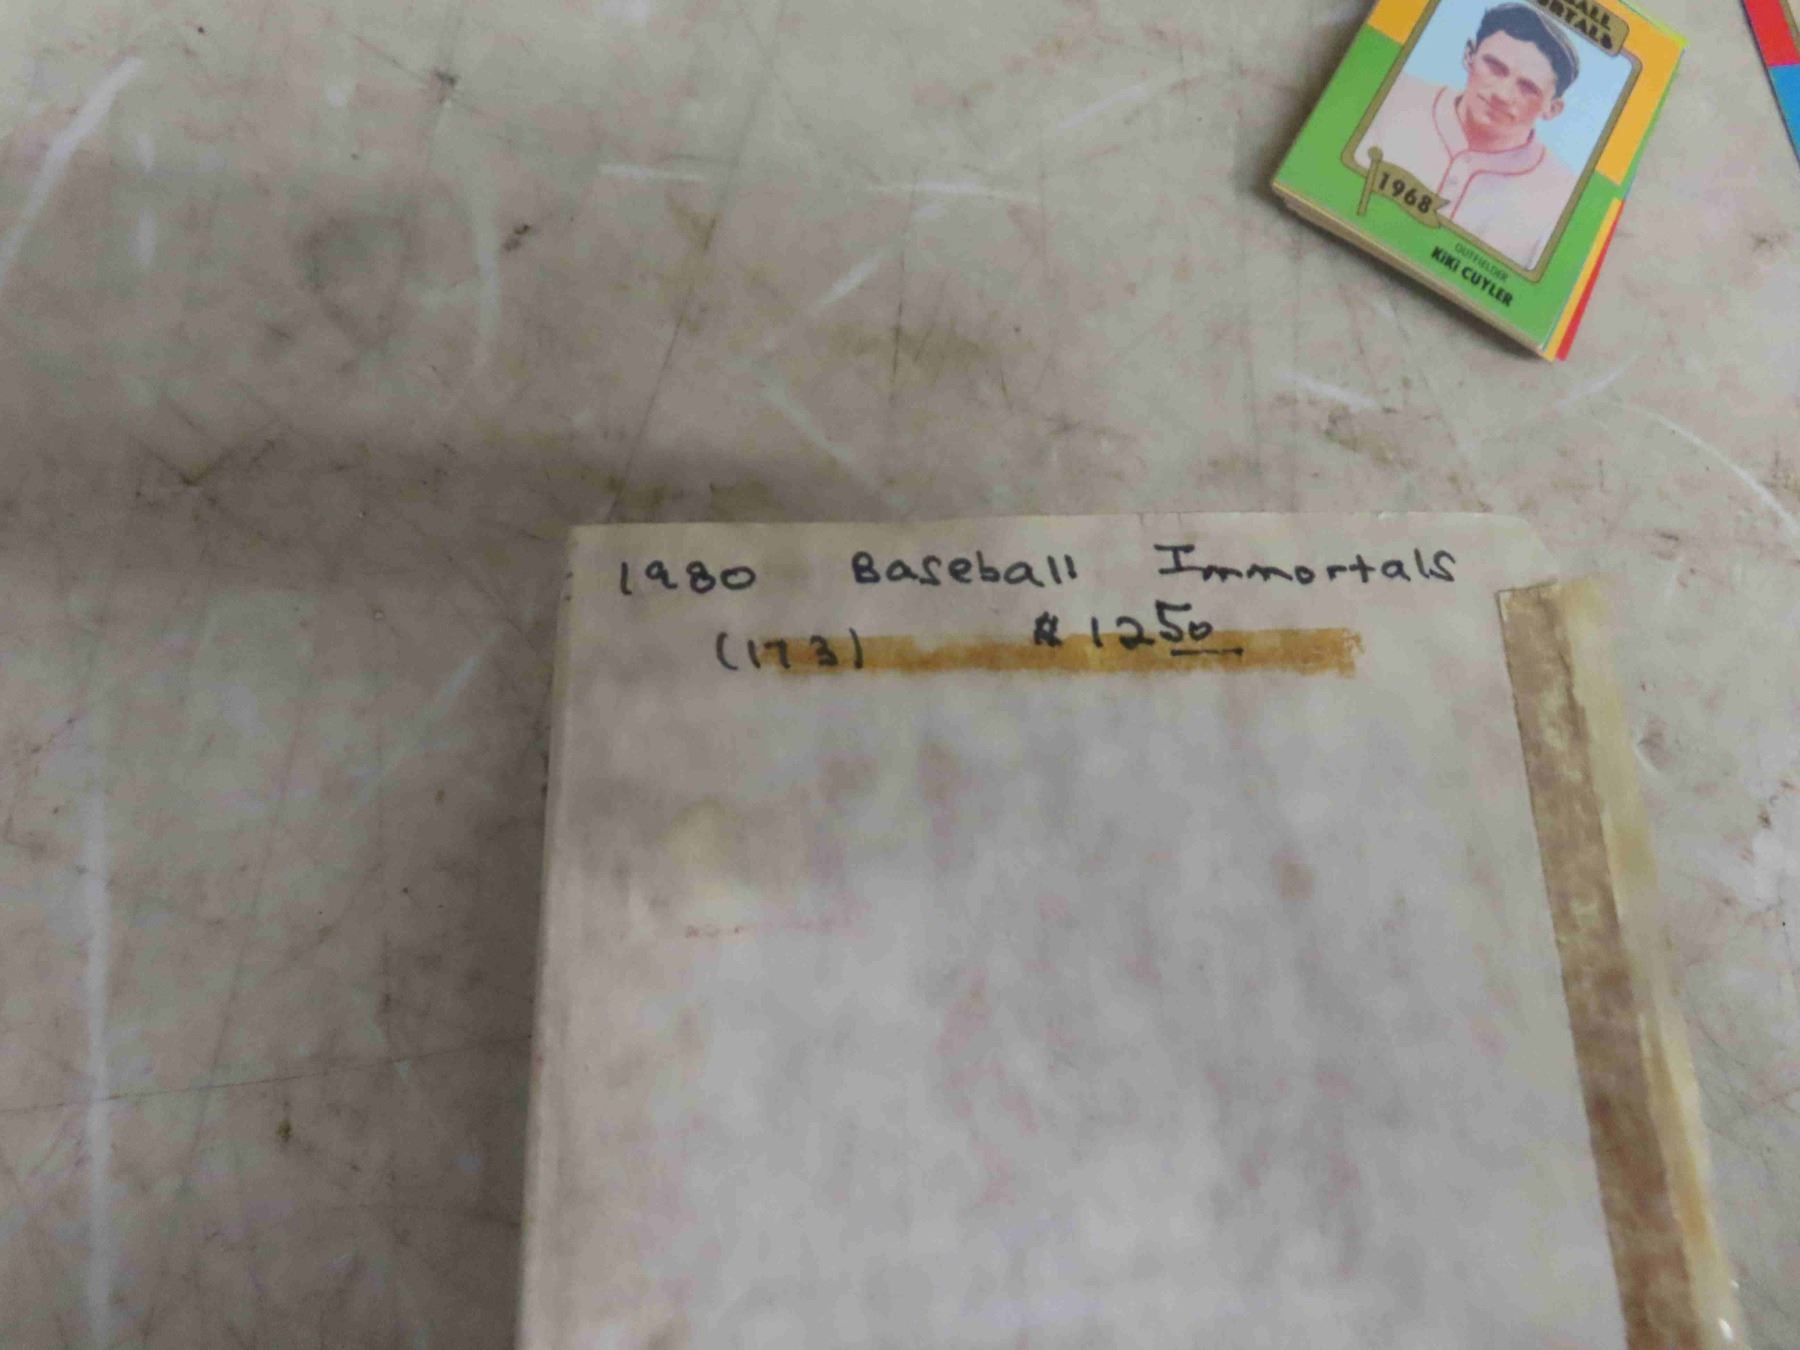 1968
OUTFIELDER
KiKi CUYLER
1980 Baseball Immortals
(173) $ 12 50